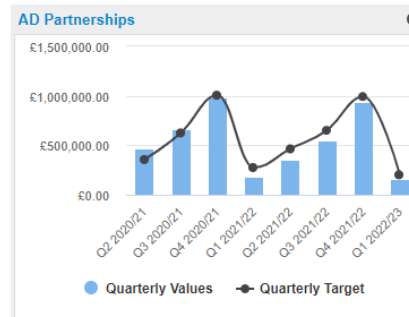 AD Partnerships
£1,500,000.00
£1,000,000.00
£500,000.00
£0.00
Q2 2020/21
Q3 2020/21
Q4 2020/21
Q1 2021/22
Q2 2021/22
Q3 2021/22
Q4 2021/22
Q1 2022/23
Quarterly Values
Quarterly Target